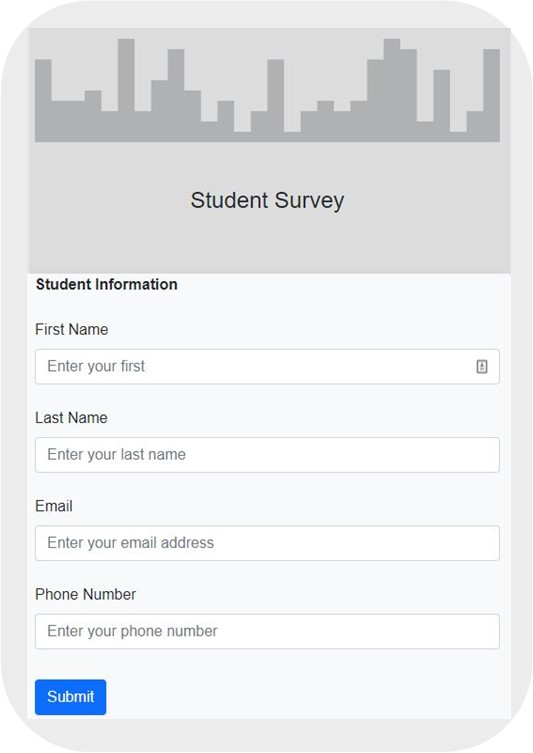 Student Survey
Student Information
First Name
Enter your first
Last Name
Enter your last name
Email
Enter your email address
Phone Number
Enter your phone number
Submit